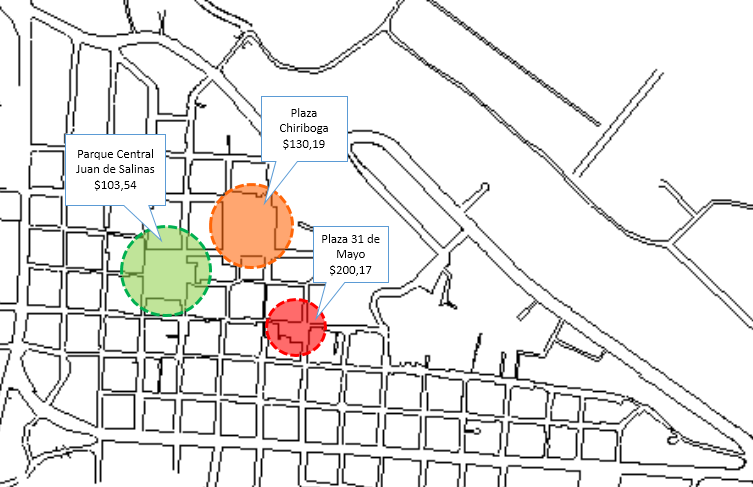 Plaza
Chiriboga
$130,19
Parque Central
Juan de Salinas
$103,54
Plaza 31 de
Mayo
$200,17